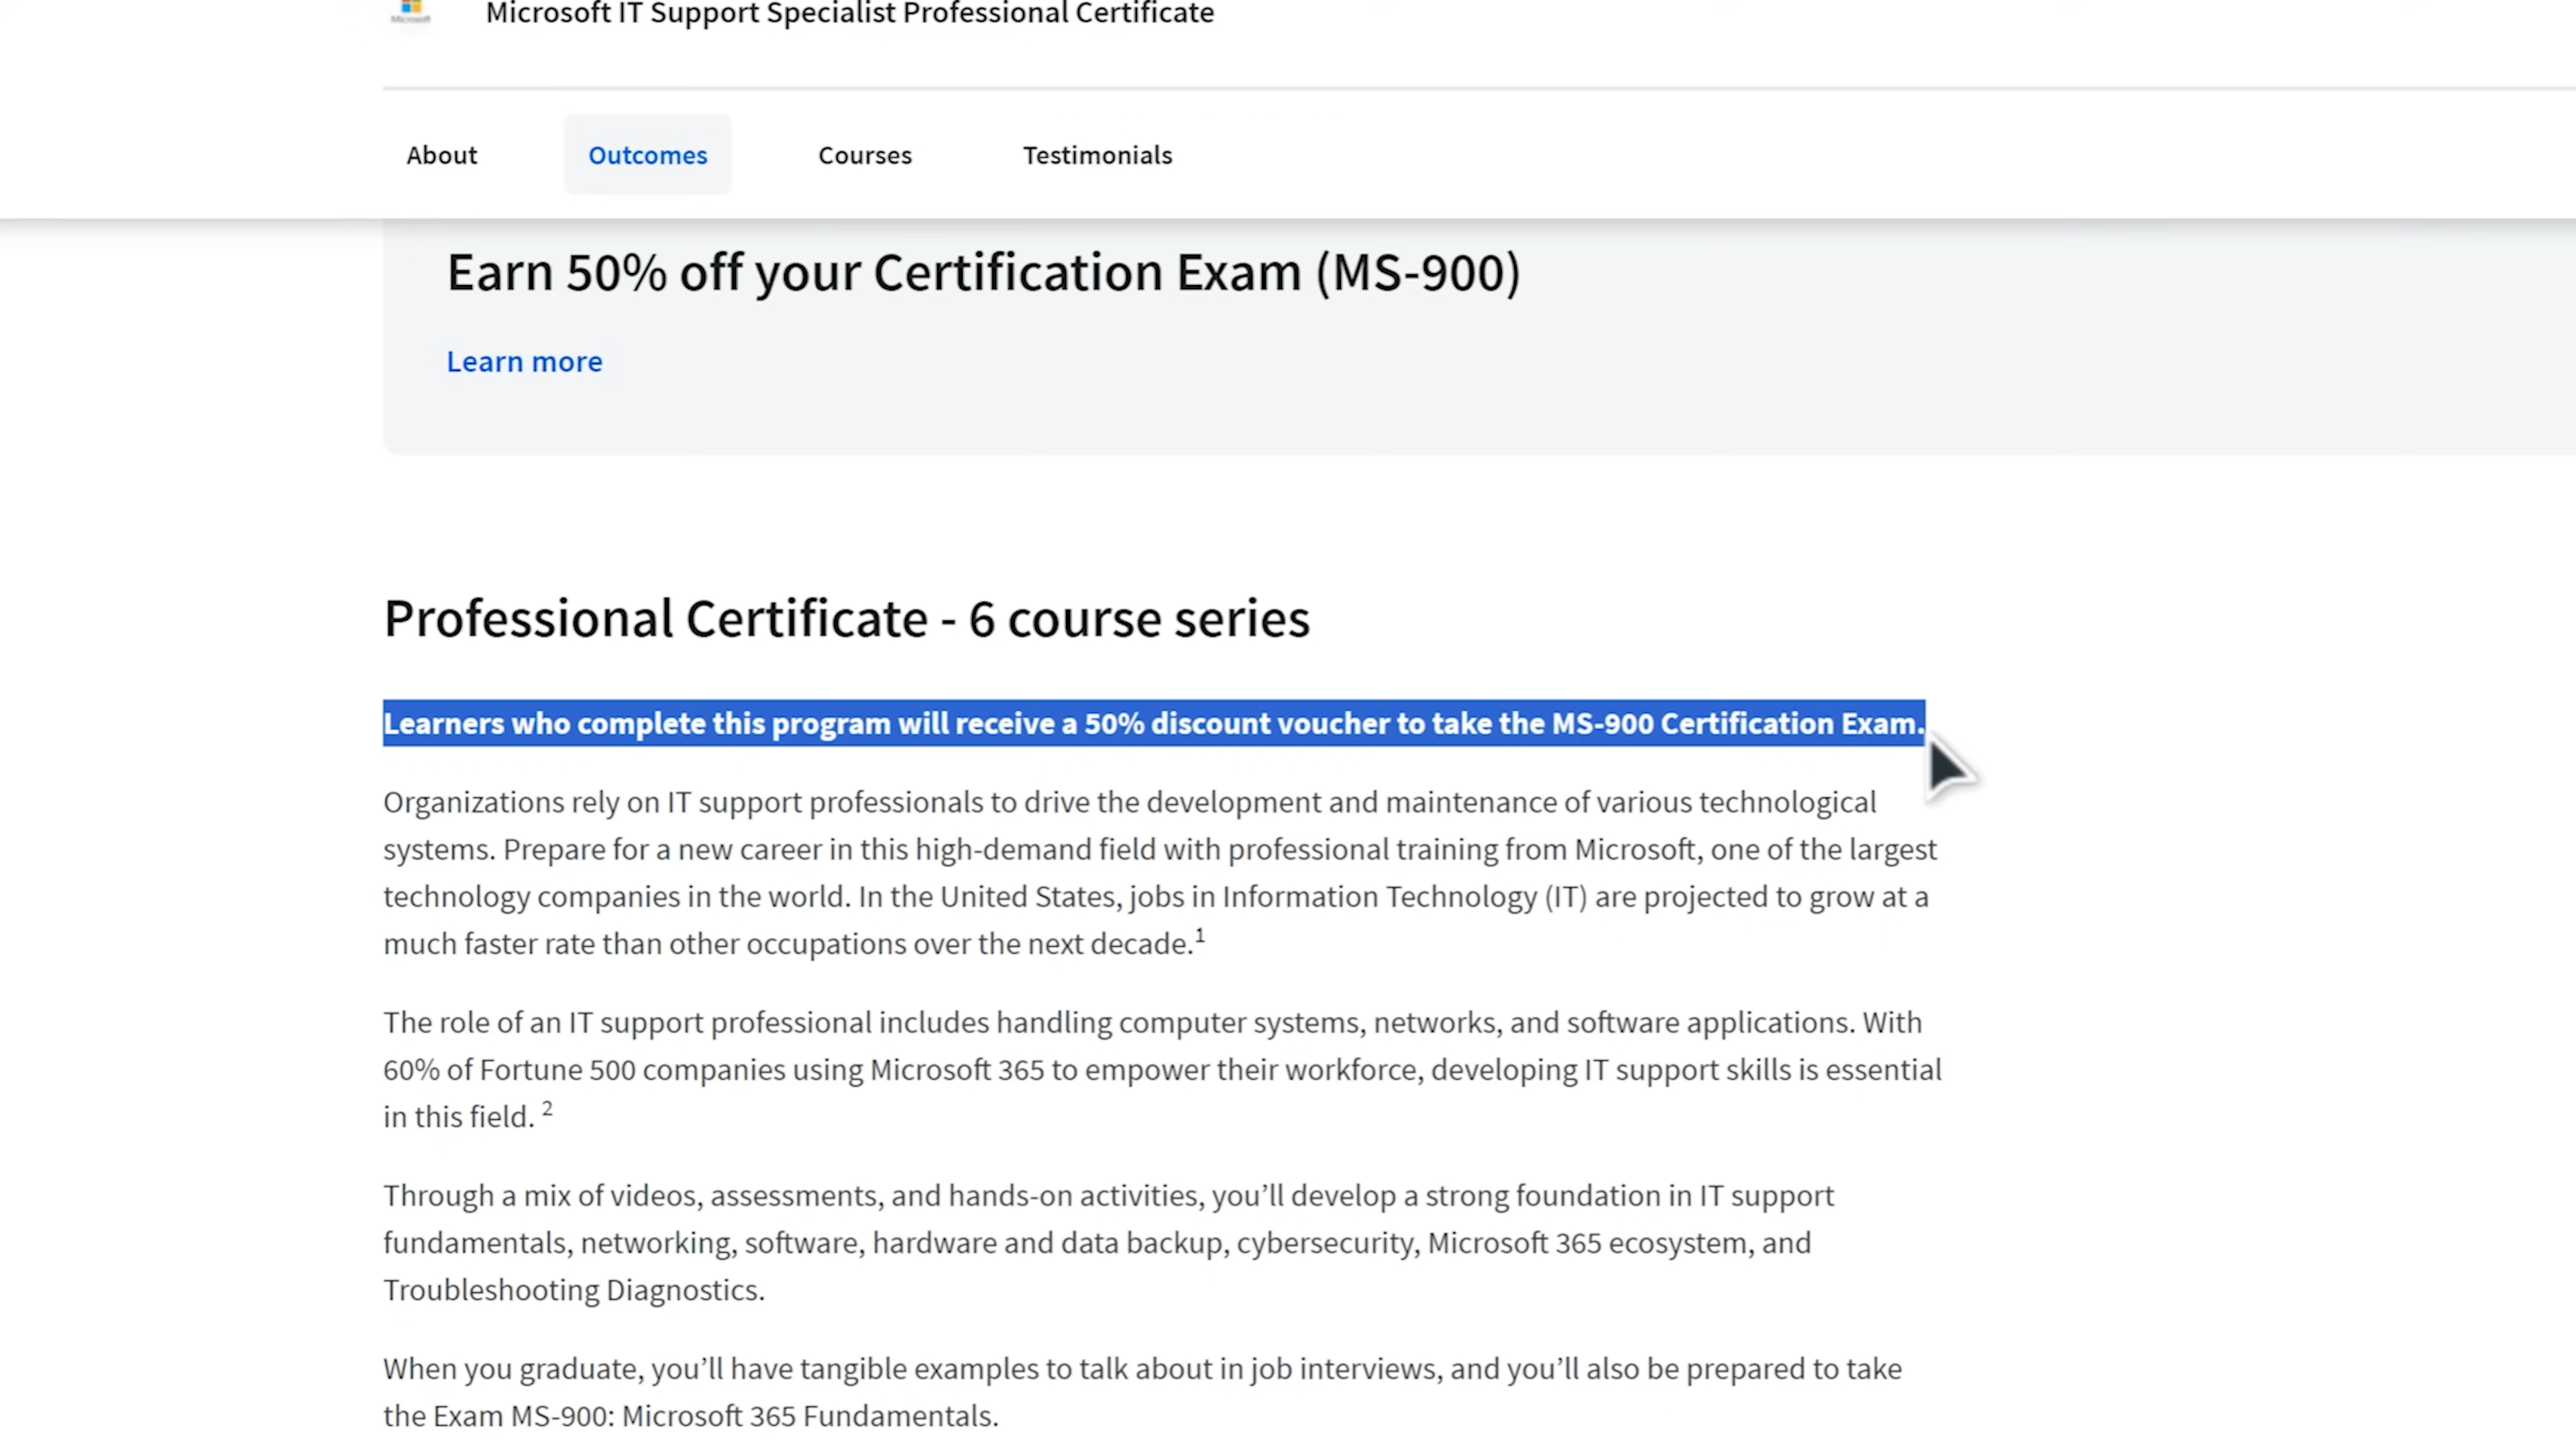 Microsoft
Microsoft IT Support Specialist Professional Certificate
About
Outcomes
Courses
Testimonials
Earn 50% off your Certification Exam (MS-900)
Learn more
Professional Certificate - 6 course series
Learners who complete this program will receive a 50% discount voucher to take the MS-900 Certification Exam.
Organizations rely on IT support professionals to drive the development and maintenance of various technological
systems. Prepare for a new career in this high-demand field with professional training from Microsoft, one of the largest
technology companies in the world. In the United States, jobs in Information Technology (IT) are projected to grow at a
much faster rate than other occupations over the next decade.¹
The role of an IT support professional includes handling computer systems, networks, and software applications. With
60% of Fortune 500 companies using Microsoft 365 to empower their workforce, developing IT support skills is essential
in this field. ²
Through a mix of videos, assessments, and hands-on activities, you’ll develop a strong foundation in IT support
fundamentals, networking, software, hardware and data backup, cybersecurity, Microsoft 365 ecosystem, and
Troubleshooting Diagnostics.
When you graduate, you’ll have tangible examples to talk about in job interviews, and you’ll also be prepared to take
the Exam MS-900: Microsoft 365 Fundamentals.